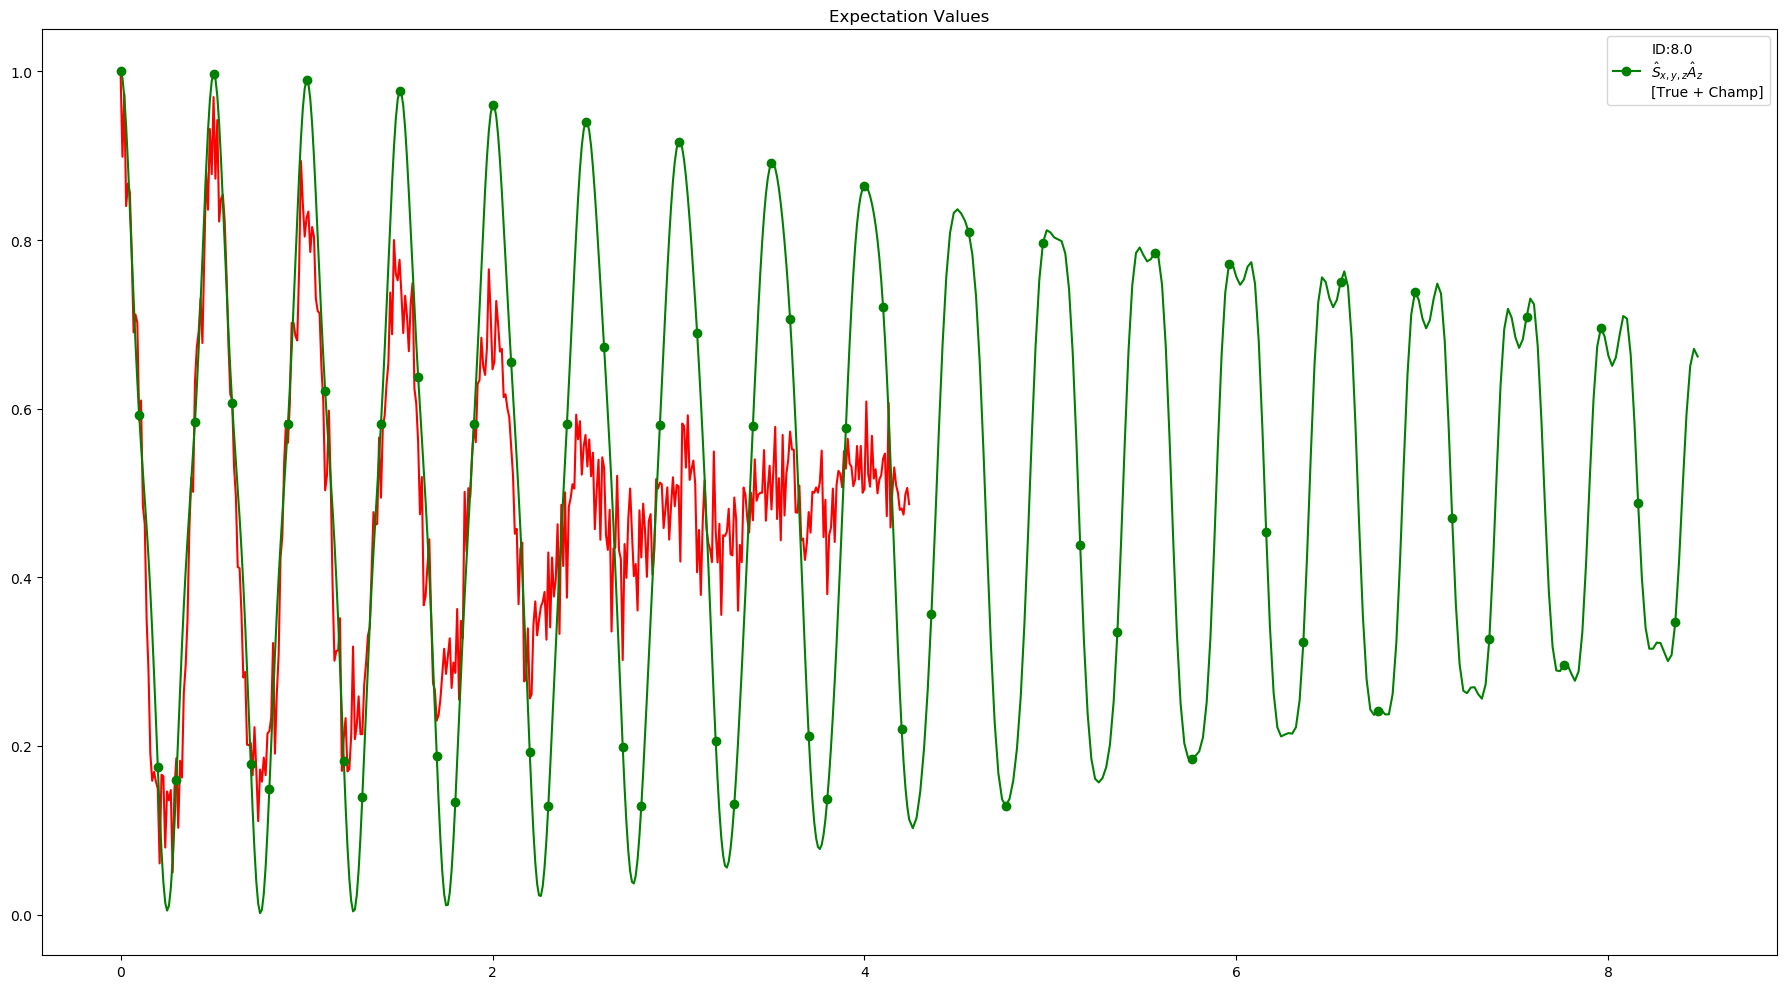 Expectation Values
ID:8.0
$\hat{S}_{x,y,z}\hat{A}_z$
[True + Champ]
1.0
0.8
0.6
0.4
0.2
0.0
0 2 4 6 8